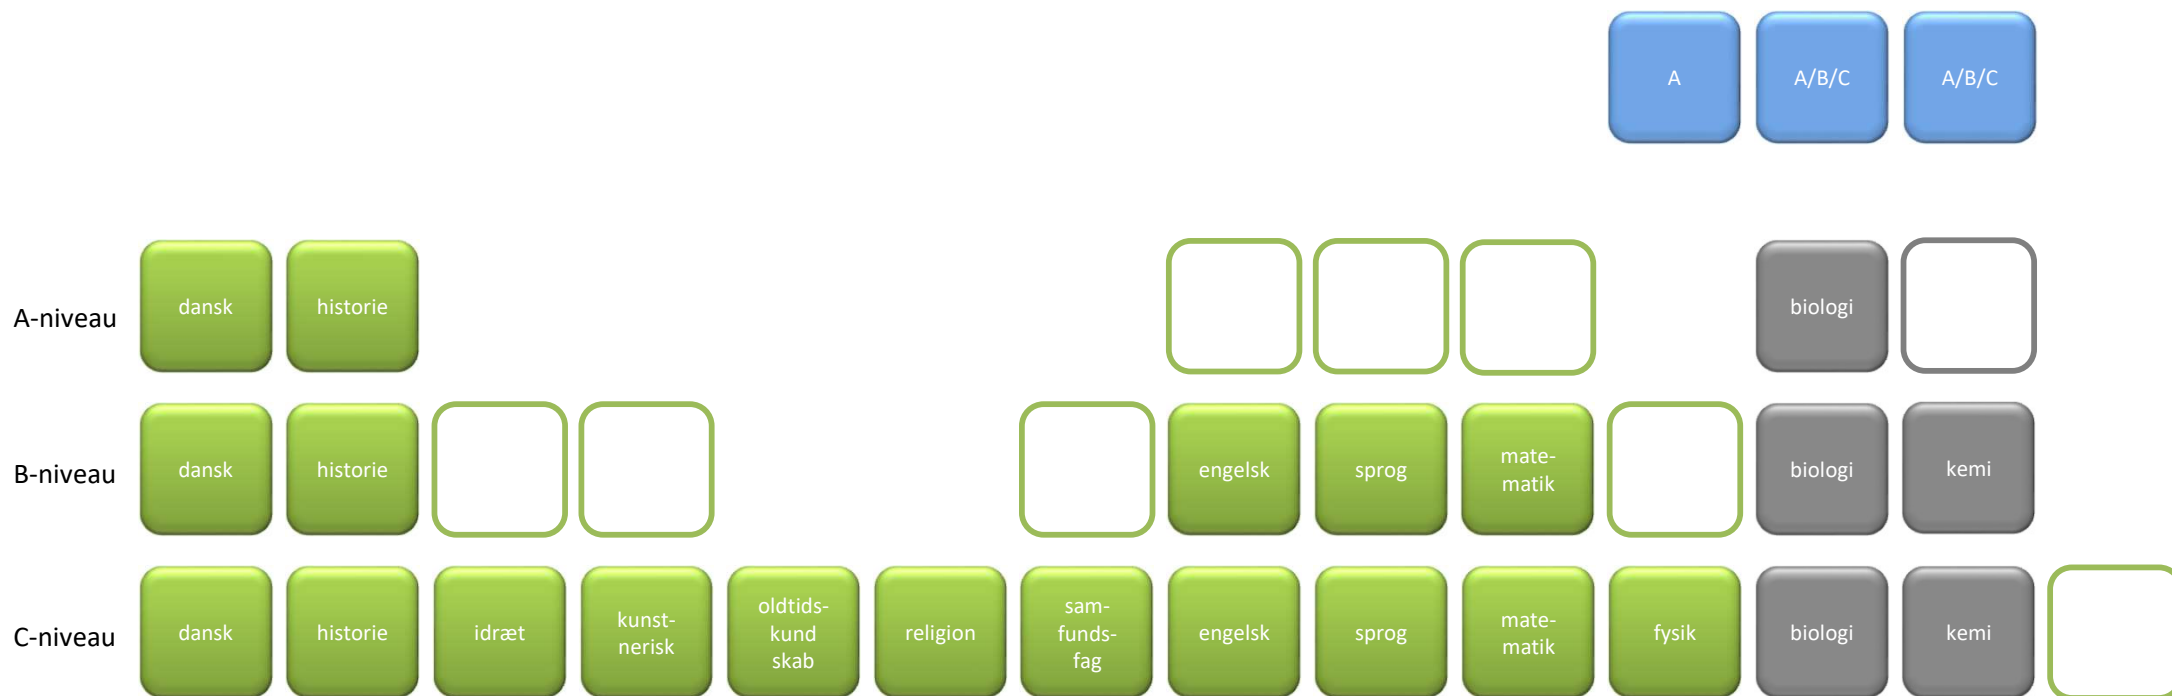 A
A/B/C
A/B/C
A-niveau
dansk
historie
biologi
B-niveau
dansk
historie
engelsk
sprog
mate-
matik
biologi
kemi
C-niveau
dansk
historie
idræt
kunst-
nerisk
oldtids-
kund
skab
religion
sam-
funds-
fag
engelsk
sprog
mate-
matik
fysik
biologi
kemi